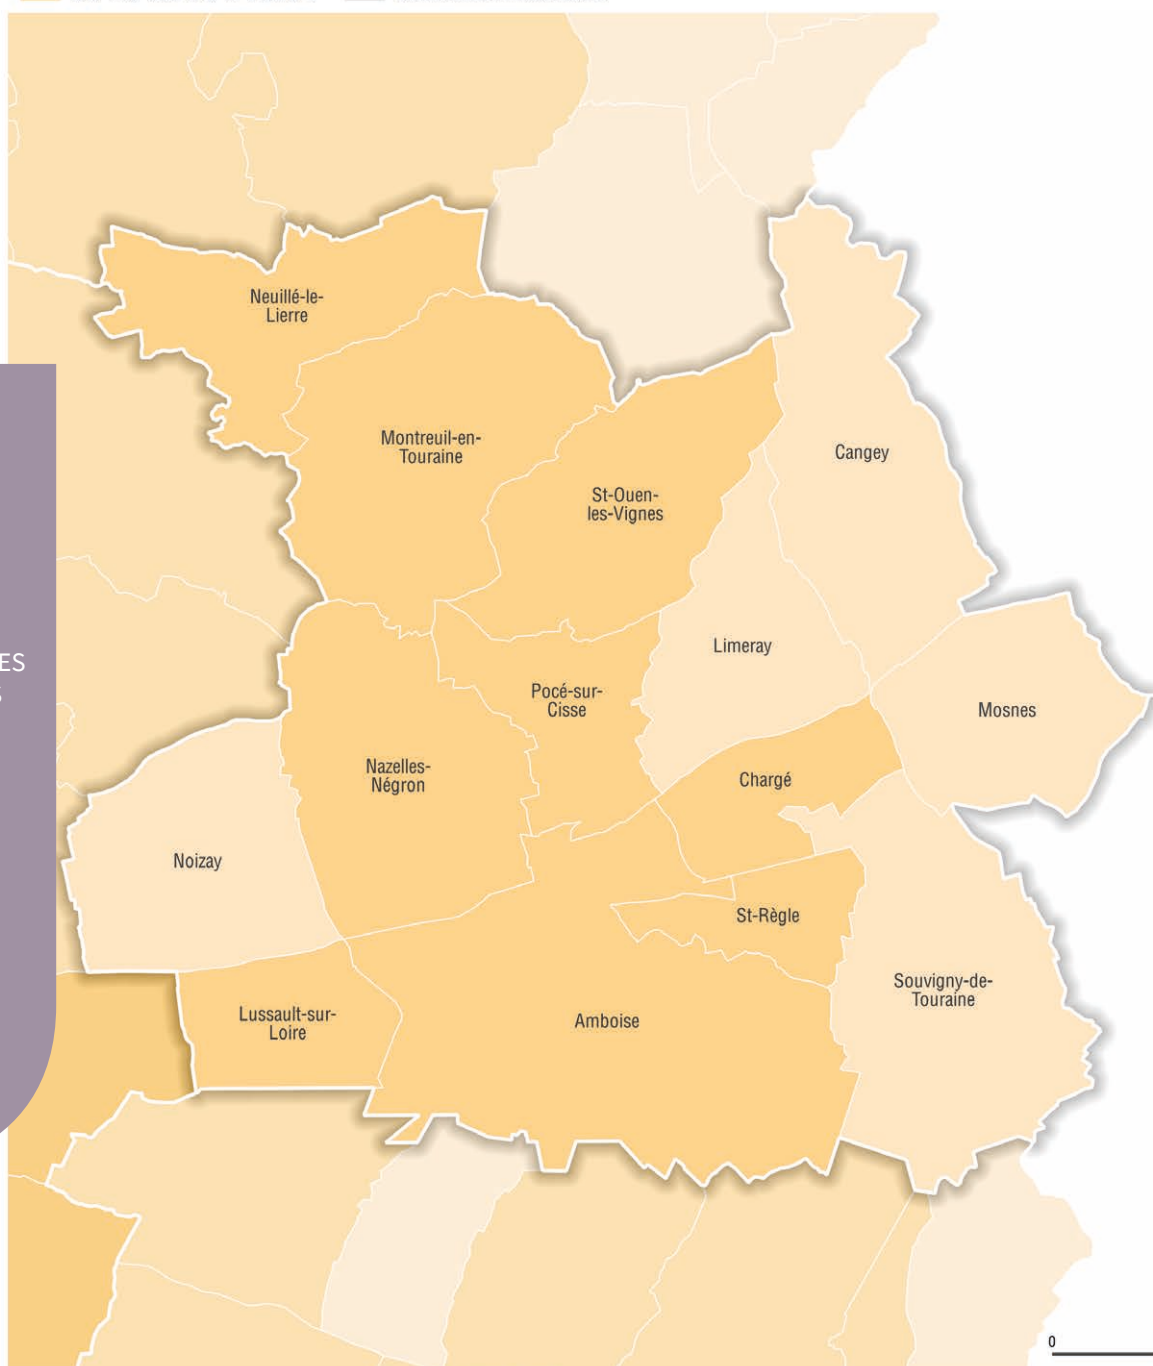 Neuillé-le-
Lierre
Montreuil-en-
Touraine
Cangey
St-Ouen-
les-Vignes
Limeray
ES
S
Pocé-sur-
Cisse
Mosnes
Nazelles-
Négron
Chargé
Noizay
St-Règle
Souvigny-de-
Touraine
Lussault-sur-
Loire
Amboise
0